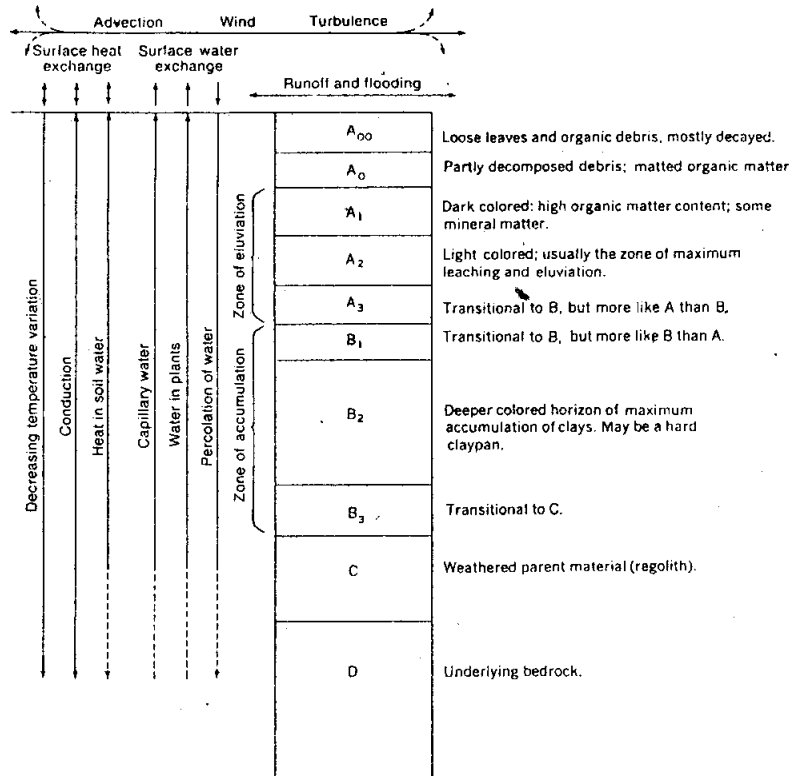 Advection Wind Turbulence
Surface heat
exchange
Surface water
exchange
Runoff and flooding
Decreasing temperature variation
Conduction
Heat in soil water
Capillary water
Water in plants
Percolation of water
Zone of eluviation
Zone of accumulation
A₀₀ Loose leaves and organic debris, mostly decayed.
A₀ Partly decomposed debris; matted organic matter
A₁ Dark colored: high organic matter content; some
mineral matter.
A₂ Light colored; usually the zone of maximum
leaching and eluviation.
A₃ Transitional to B, but more like A than B.
B₁ Transitional to B, but more like B than A.
B₂ Deeper colored horizon of maximum
accumulation of clays. May be a hard
claypan.
B₃ Transitional to C.
C Weathered parent material (regolith).
D Underlying bedrock.